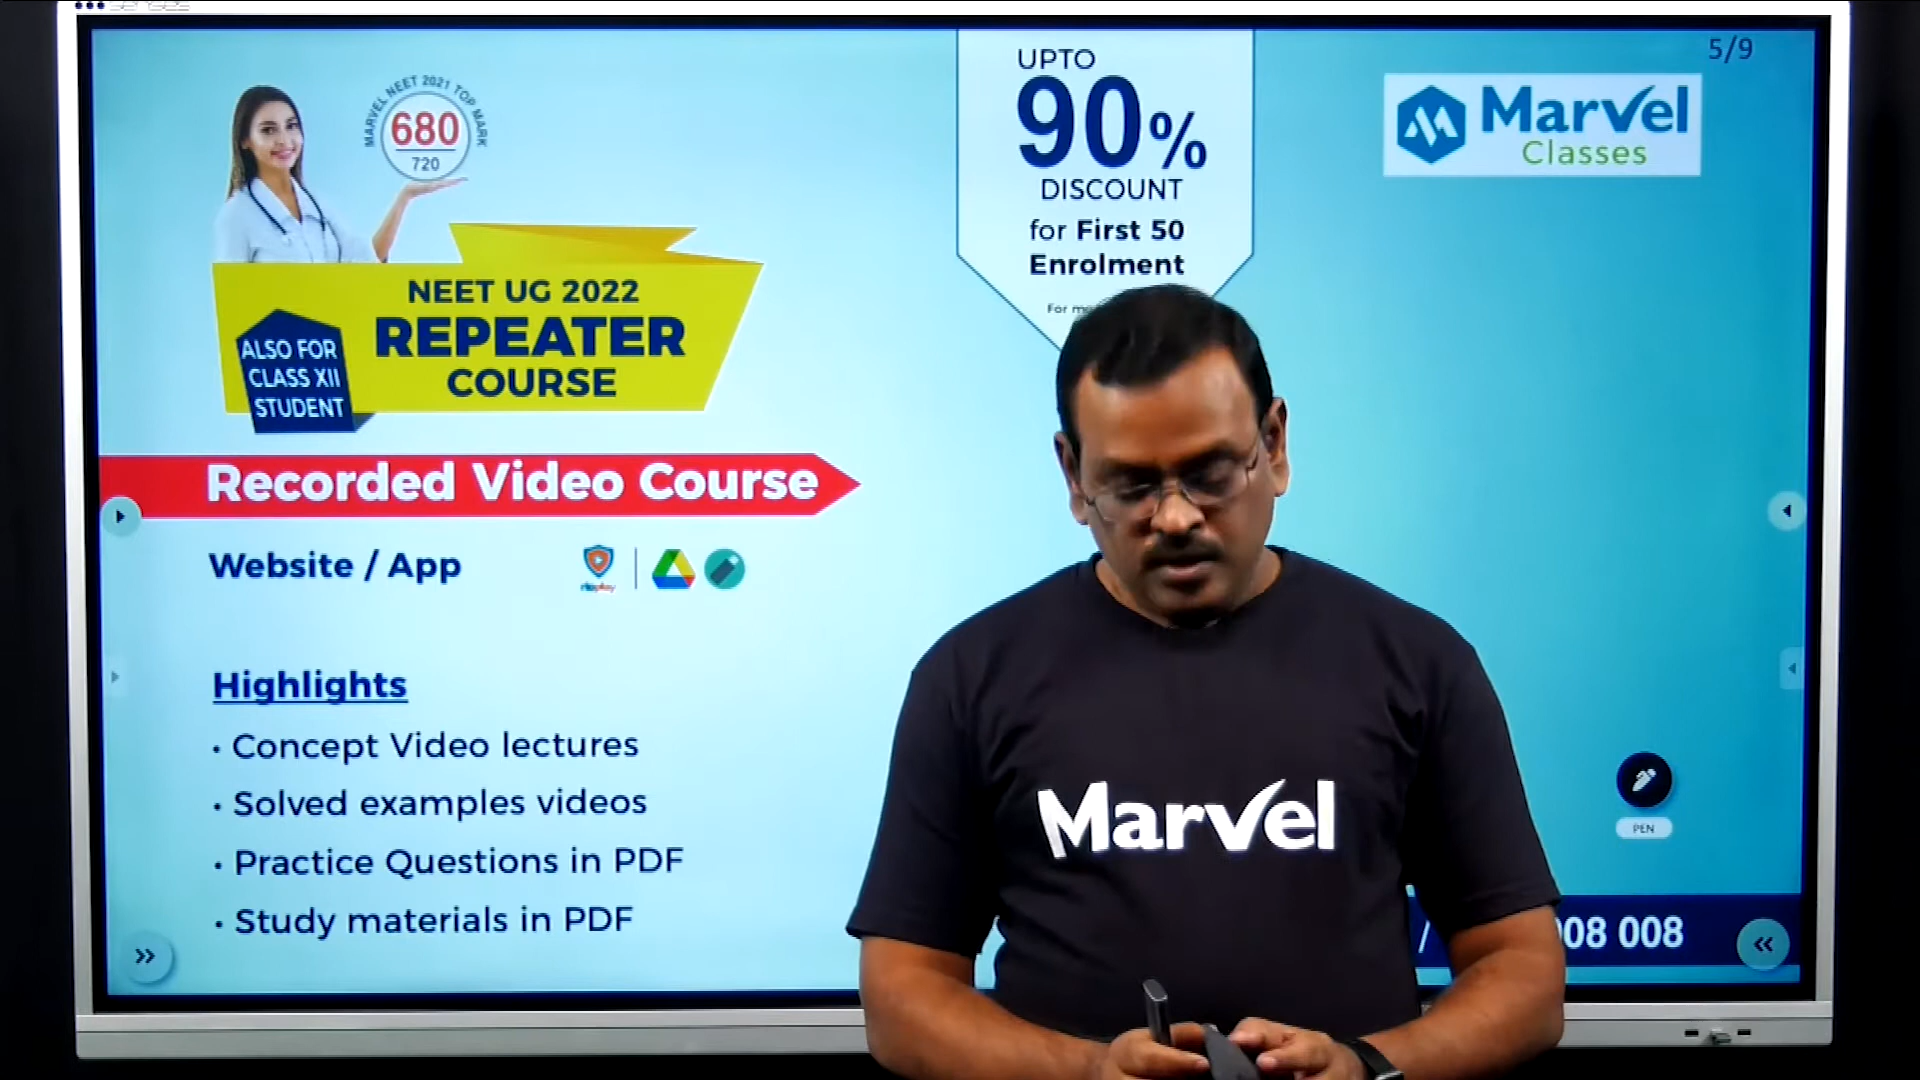 5/9
MARVEL NEET 2021 TOP MARK
680
720
UPTO
90%
DISCOUNT
for First 50
Enrolment
For
Marvel
Classes
NEET UG 2022
REPEATER
COURSE
ALSO FOR
CLASS XII
STUDENT
Recorded Video Course
Website / App
Highlights
· Concept Video lectures
· Solved examples videos
· Practice Questions in PDF
· Study materials in PDF
Marvel
PEN
/ 008 008